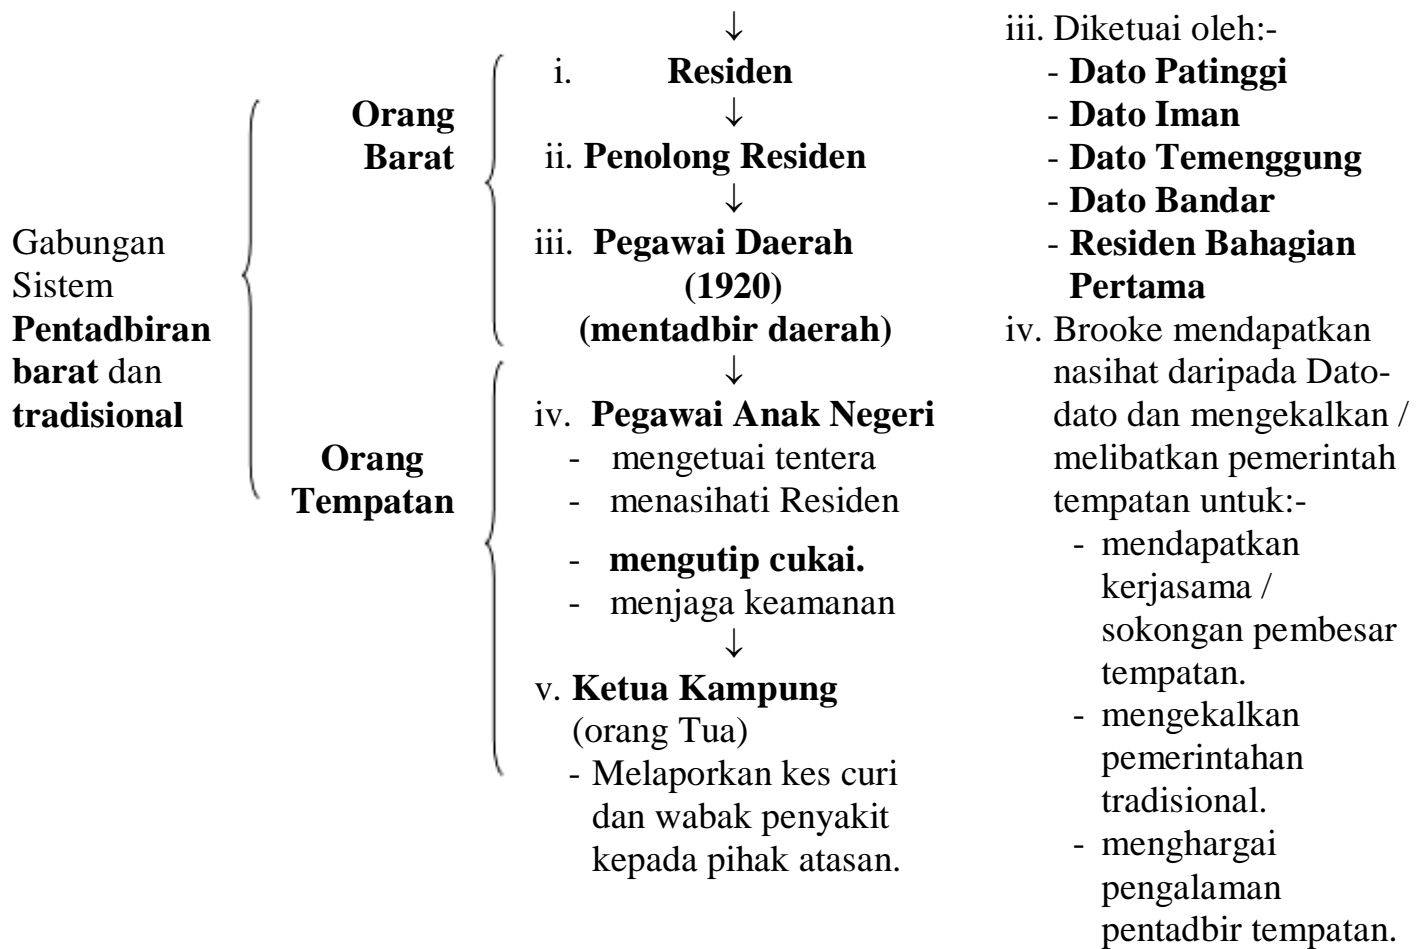 Gabungan
Sistem
Pentadbiran
barat dan
tradisional
Orang
Barat
Orang
Tempatan
↓
i. Residen
↓
ii. Penolong Residen
↓
iii. Pegawai Daerah
(1920)
(mentadbir daerah)
↓
iv. Pegawai Anak Negeri
- mengetuai tentera
- menasihati Residen
- mengutip cukai.
- menjaga keamanan
↓
v. Ketua Kampung
(orang Tua)
- Melaporkan kes curi
dan wabak penyakit
kepada pihak atasan.
iii. Diketuai oleh:-
- Dato Patinggi
- Dato Iman
- Dato Temenggung
- Dato Bandar
- Residen Bahagian
Pertama
iv. Brooke mendapatkan
nasihat daripada Dato-
dato dan mengekalkan /
melibatkan pemerintah
tempatan untuk:-
- mendapatkan
kerjasama /
sokongan pembesar
tempatan.
- mengekalkan
pemerintahan
tradisional.
- menghargai
pengalaman
pentadbir tempatan.